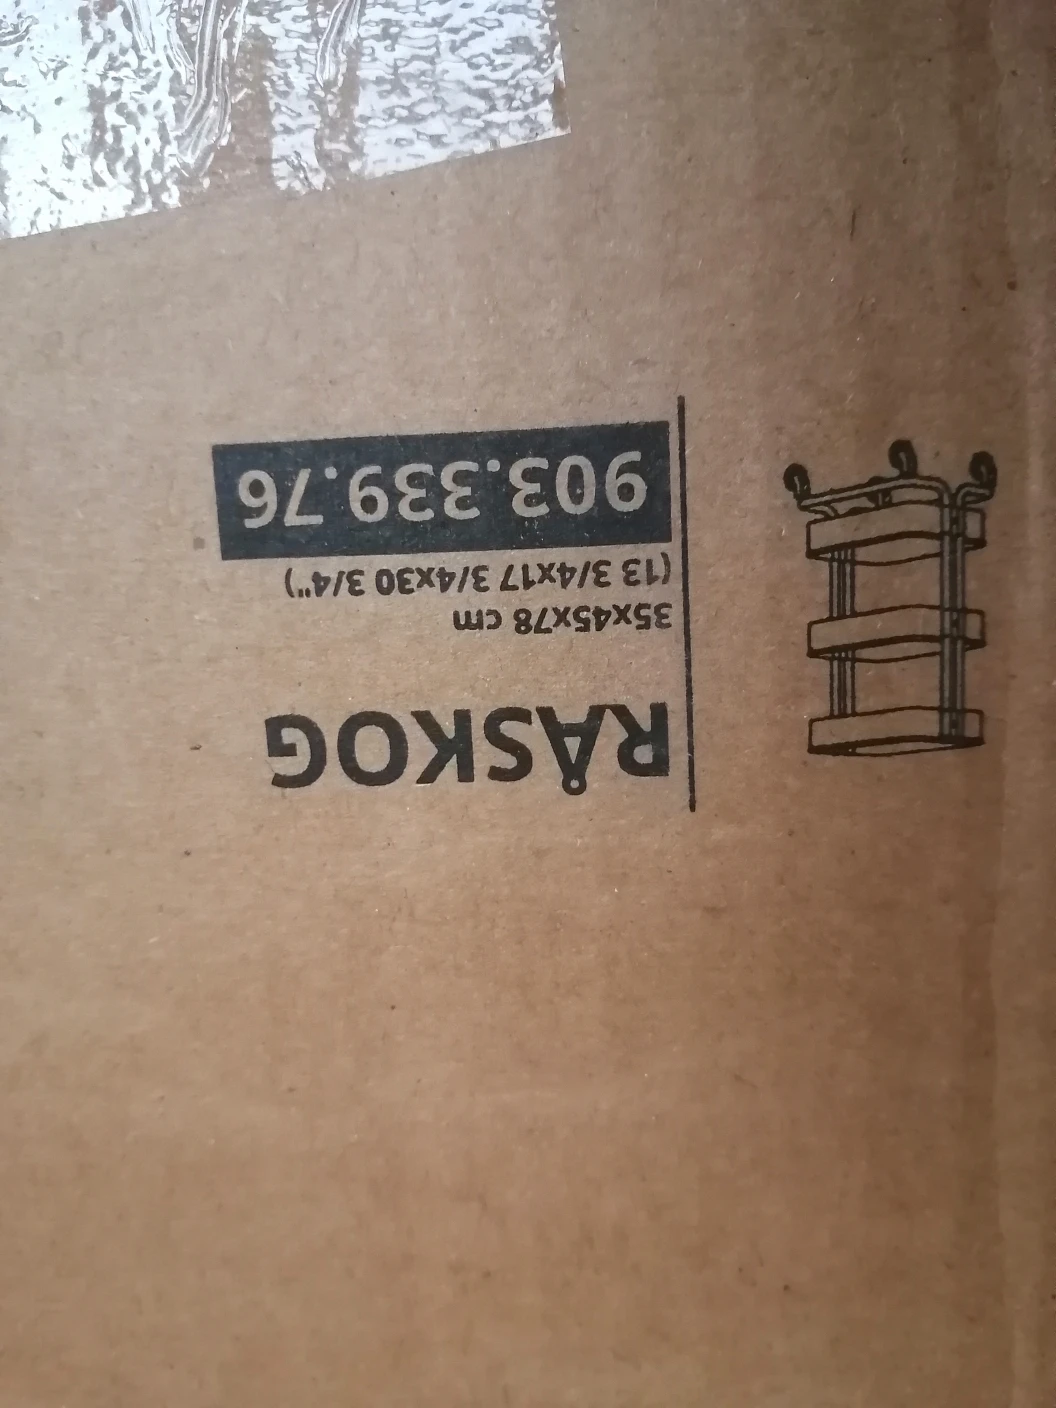 RÅSKOG
35x45x78 cm
(13 3/4x17 3/4x30 3/4")
903.339.76